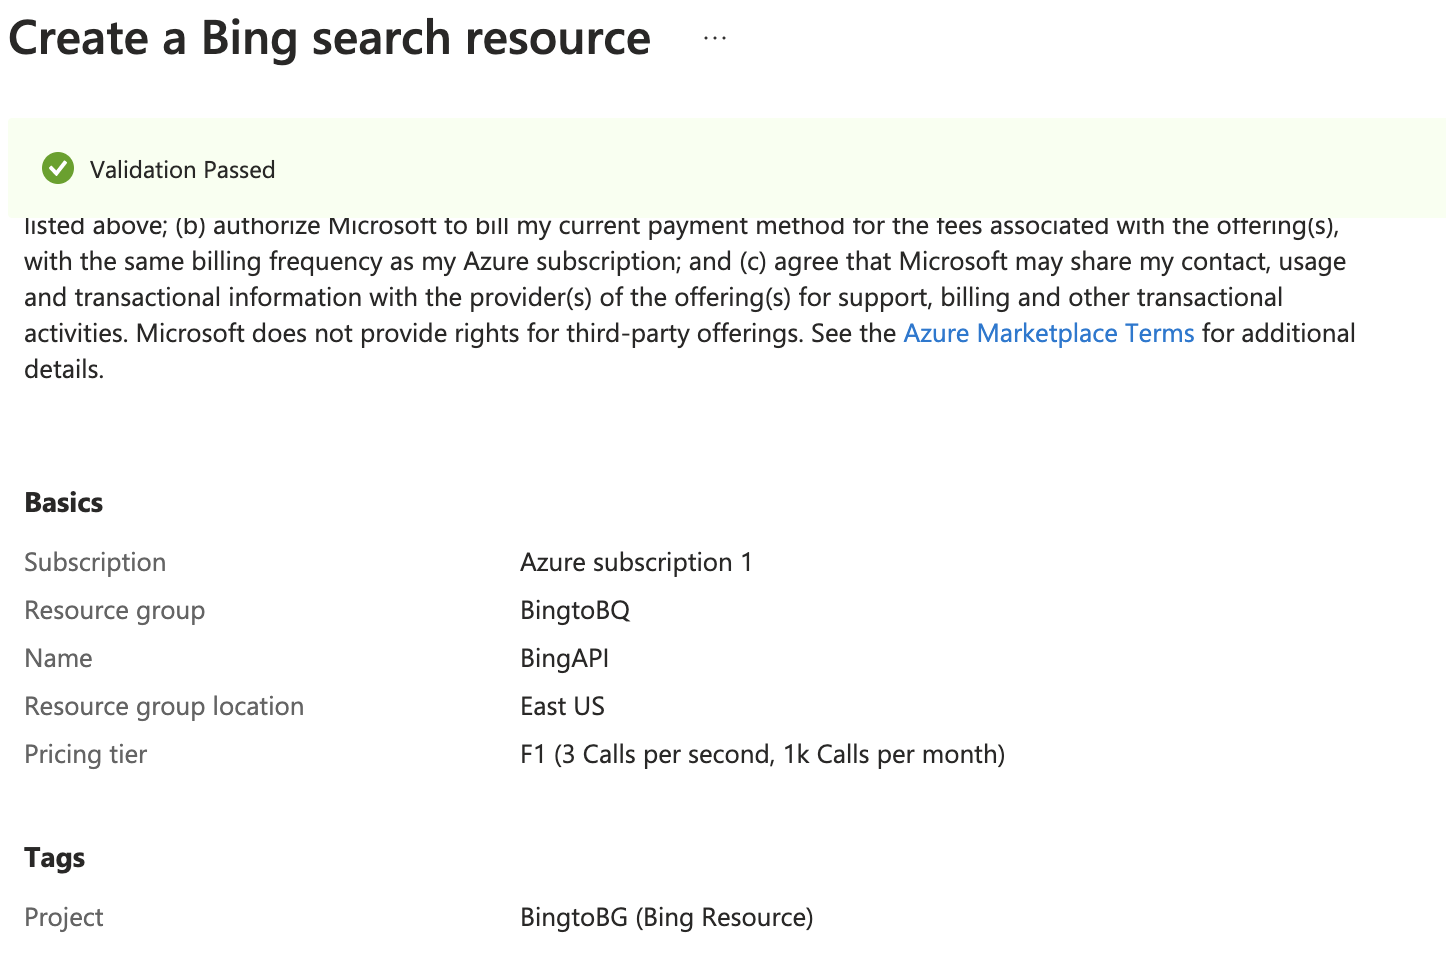 Create a Bing search resource ...
Validation Passed
listed above; (b) authorize Microsoft to bill my current payment method for the fees associated with the offering(s),
with the same billing frequency as my Azure subscription; and (c) agree that Microsoft may share my contact, usage
and transactional information with the provider(s) of the offering(s) for support, billing and other transactional
activities. Microsoft does not provide rights for third-party offerings. See the Azure Marketplace Terms for additional
details.
Basics
Subscription Azure subscription 1
Resource group BingtoBQ
Name BingAPI
Resource group location East US
Pricing tier F1 (3 Calls per second, 1k Calls per month)
Tags
Project BingtoBG (Bing Resource)